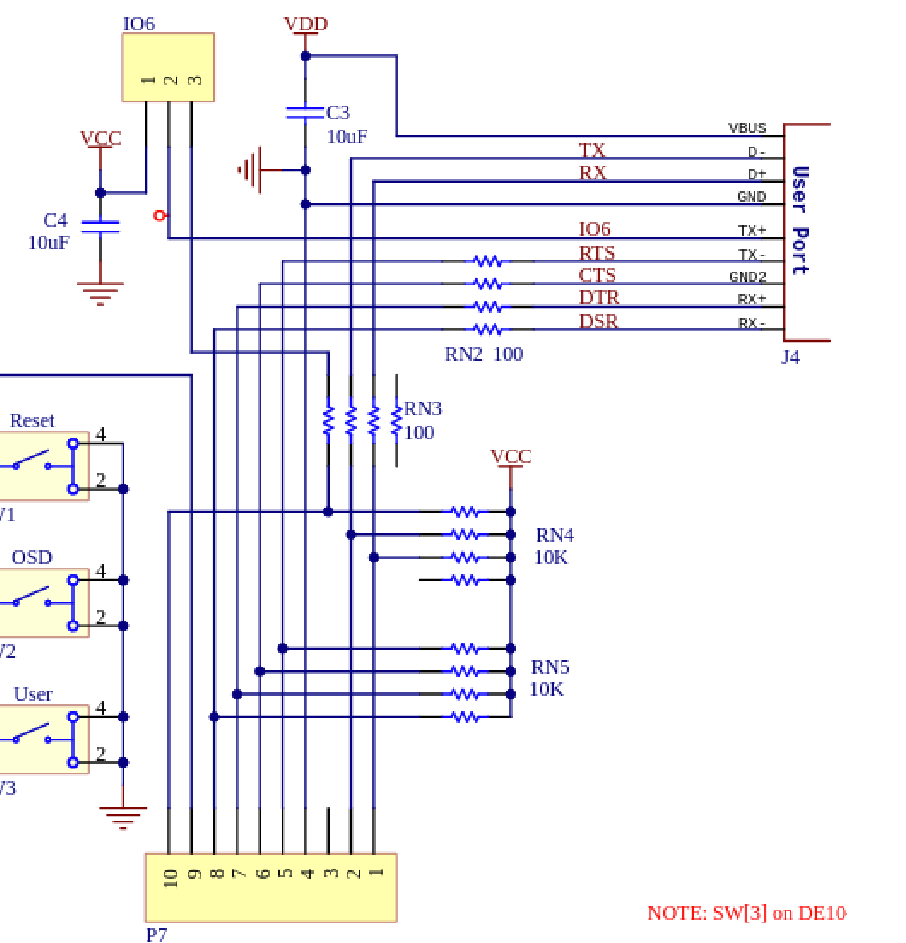 IO6
VDD
1
2
3
C3
10uF
VCC
C4
10uF
VBUS
TX
D-
RX
D+
GND
IO6
TX+
RTS
TX-
CTS
GND2
DTR
RX+
DSR
RX-
User Port
J4
RN2 100
RN3
100
Reset
4
2
VCC
RN4
10K
OSD
4
2
RN5
10K
User
4
2
10 9 8 7 6 5 4 3 2 1
P7
NOTE: SW[3] on DE10